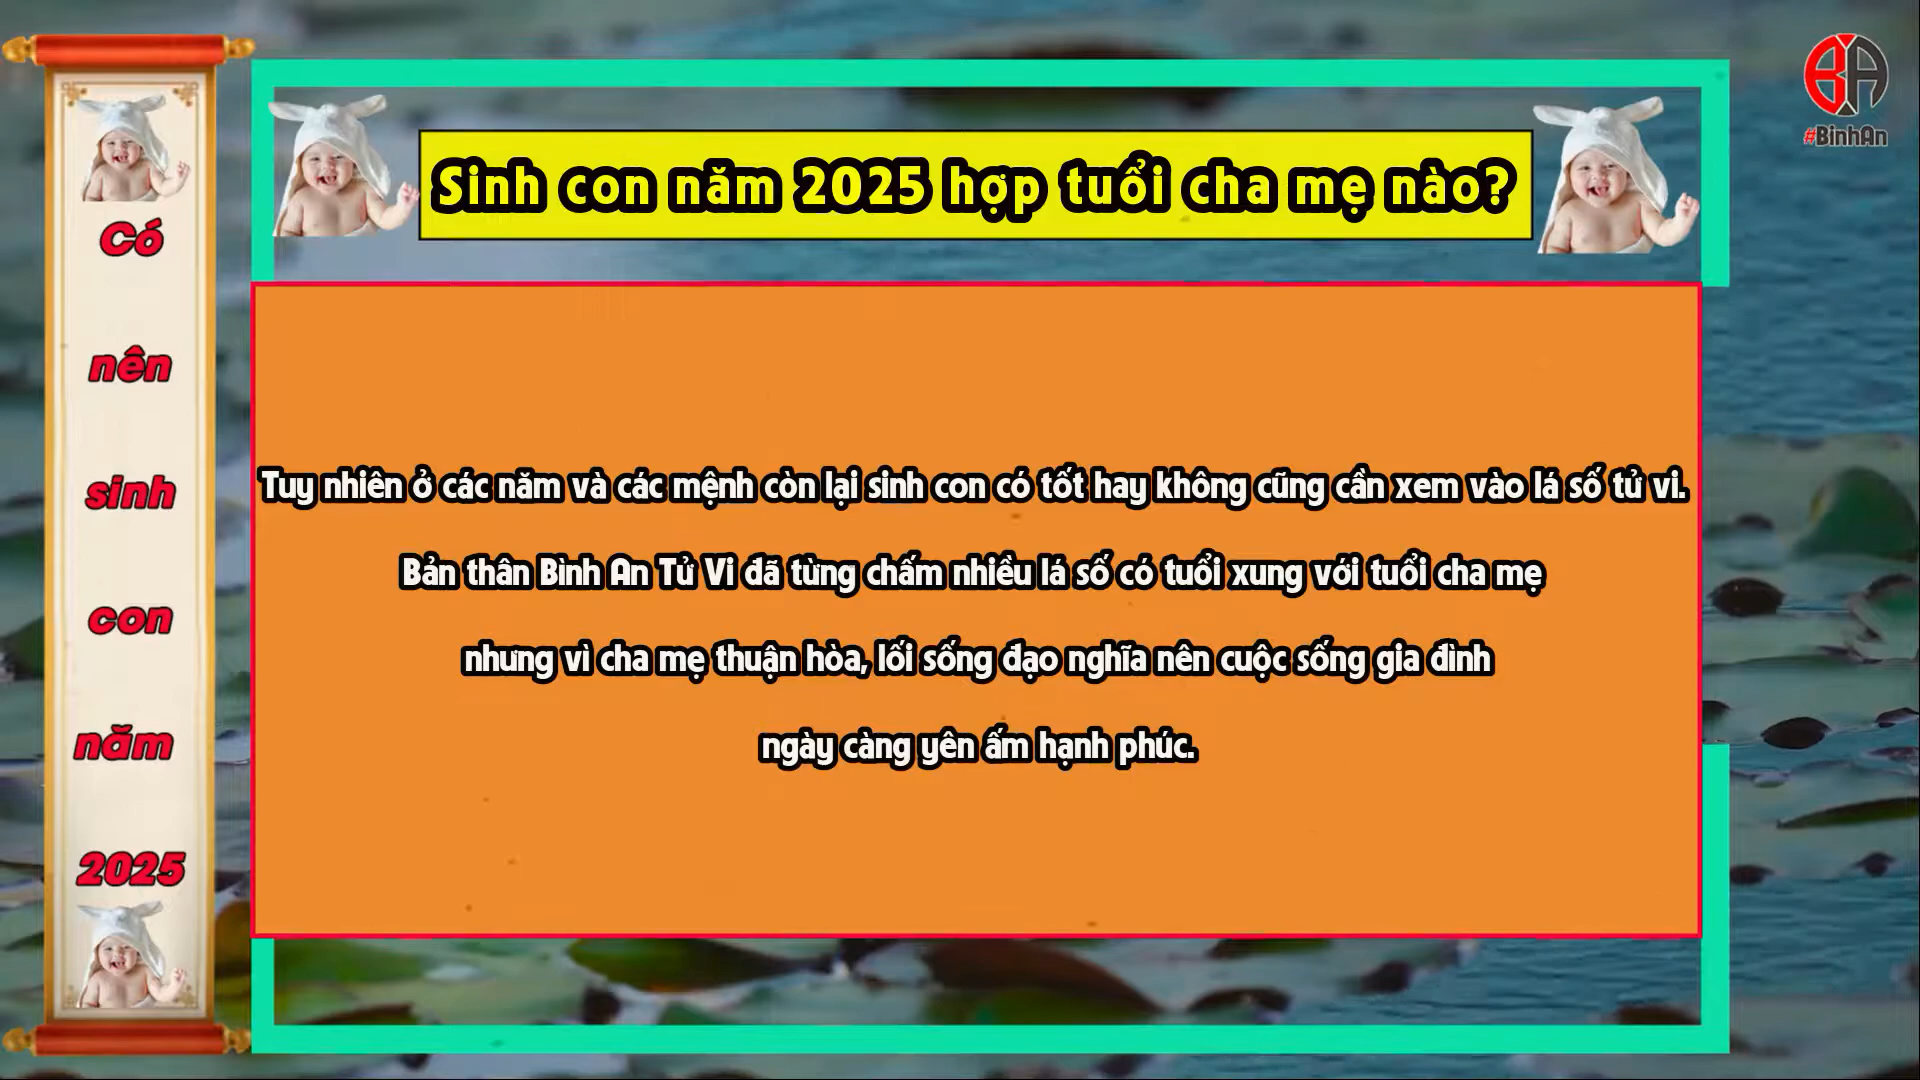 Có
nên
sinh
con
năm
2025
Sinh con năm 2025 hợp tuổi cha mẹ nào?
Tuy nhiên ở các năm và các mệnh còn lại sinh con có tốt hay không cũng cần xem vào lá số tử vi.
Bản thân Bình An Tử Vi đã từng chấm nhiều lá số có tuổi xung với tuổi cha mẹ
nhưng vì cha mẹ thuận hòa, lối sống đạo nghĩa nên cuộc sống gia đình
ngày càng yên ấm hạnh phúc.
BA
#BìnhAn